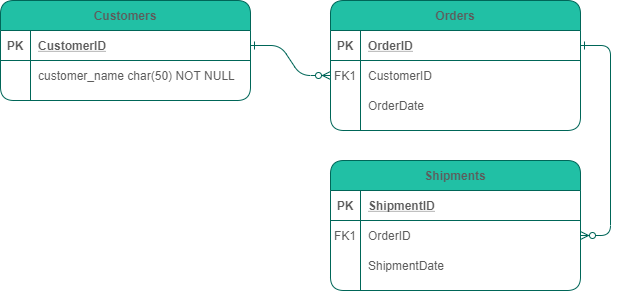 Customers
PK CustomerID
customer_name char(50) NOT NULL
Orders
PK OrderID
FK1 CustomerID
OrderDate
Shipments
PK ShipmentID
FK1 OrderID
ShipmentDate